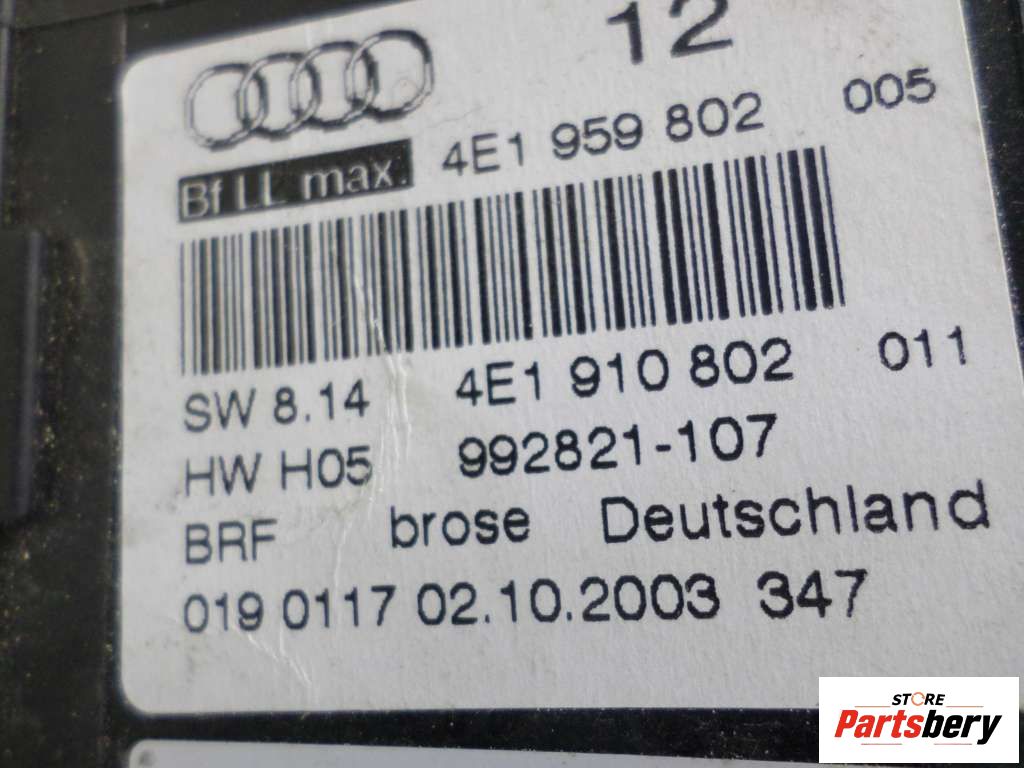 12
Bf LL max. 4E1 959 802 005
SW 8.14 4E1 910 802 011
HW H05 992821-107
BRF brose Deutschland
019 0117 02.10.2003 347
STORE
Partsbery